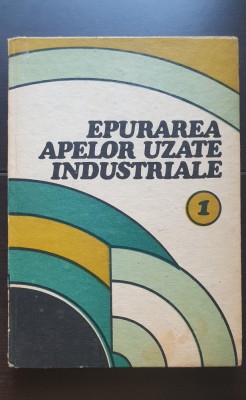 EPURAREA
APELOR UZATE
INDUSTRIALE
1